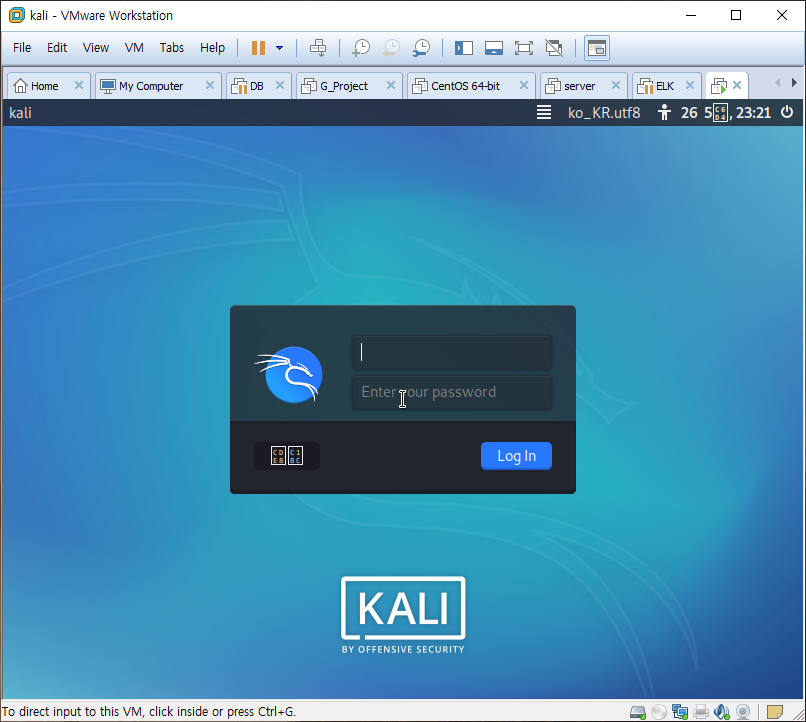 kali - VMware Workstation
File Edit View VM Tabs Help
Home My Computer DB G_Project CentOS 64-bit server ELK
kali ko_KR.utf8 26 5, 23:21
Enter your password
Log In
KALI
BY OFFENSIVE SECURITY
To direct input to this VM, click inside or press Ctrl+G.